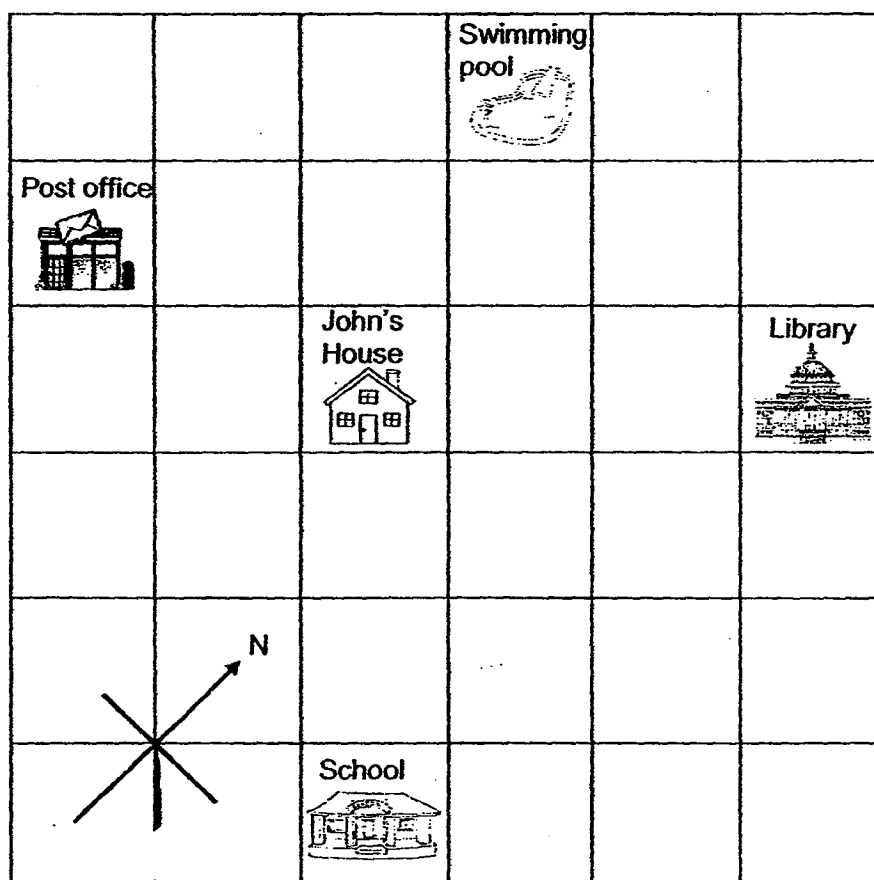 Swimming
pool
Post office
John's
House
Library
N
School